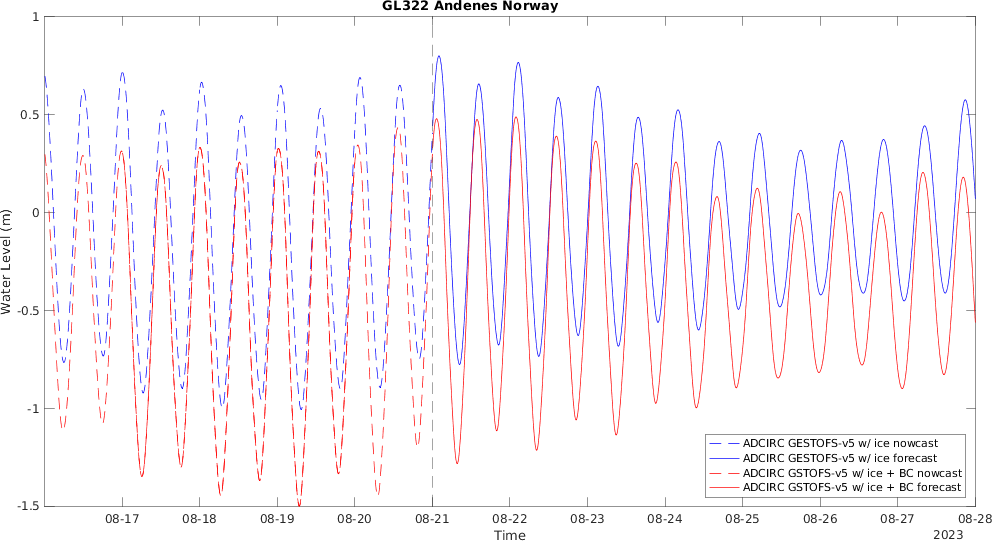 GL322 Andenes Norway
1
0.5
0
-0.5
-1
-1.5
Water Level (m)
ADCIRC GESTOFS-v5 w/ ice nowcast
ADCIRC GESTOFS-v5 w/ ice forecast
ADCIRC GSTOFS-v5 w/ ice + BC nowcast
ADCIRC GSTOFS-v5 w/ ice + BC forecast
08-17 08-18 08-19 08-20 08-21 08-22 08-23 08-24 08-25 08-26 08-27 08-28
Time
2023